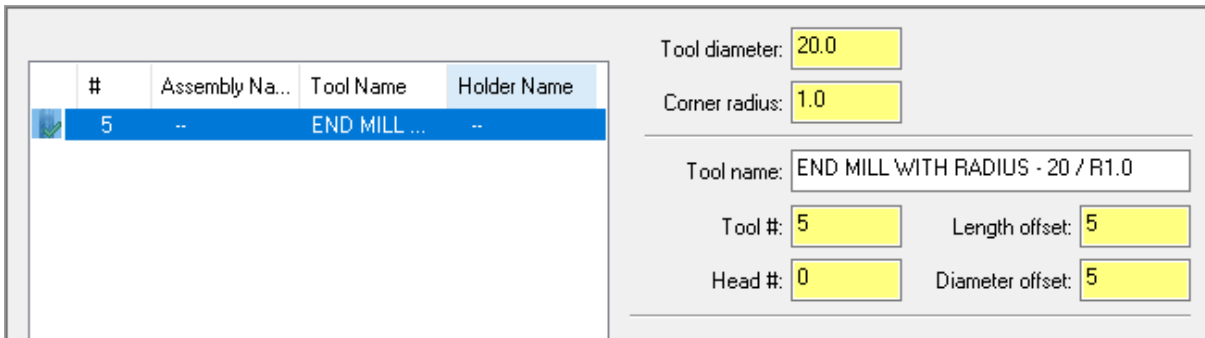 # Assembly Na... Tool Name Holder Name
5 -- END MILL ... --
Tool diameter: 20.0
Corner radius: 1.0
Tool name: END MILL WITH RADIUS - 20 / R1.0
Tool #: 5 Length offset: 5
Head #: 0 Diameter offset: 5